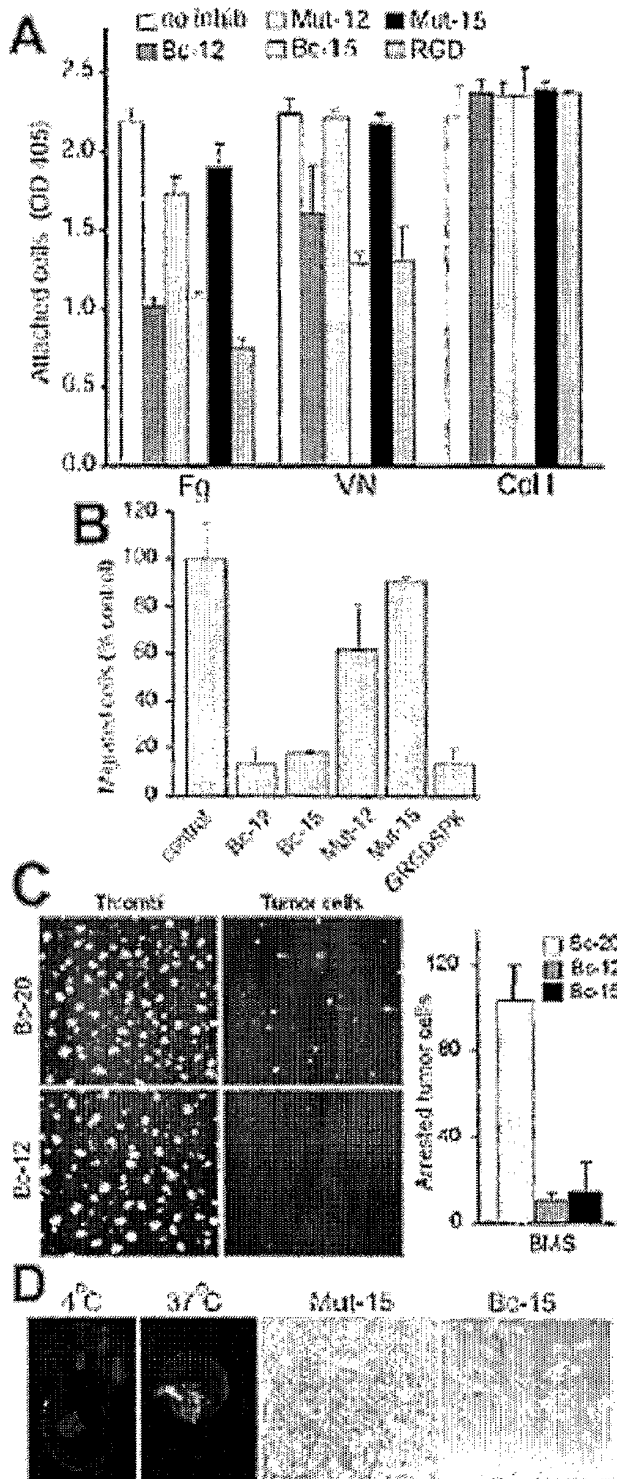 A
no inhib Mut-12 Mut-15
Bc-12 Bc-15 RGD
Attached cells (OD 405)
2.5
2.0
1.5
1.0
0.5
0.0
Fg VN Col I
B
Migrated cells (% control)
120
100
80
60
40
20
0
control Bc-12 Bc-15 Mut-12 Mut-15 GRGDSPK
C
Thrombi Tumor cells
Bc-20
Bc-12
Bc-20
Bc-12
Bc-15
Arrested tumor cells
120
80
40
0
BMS
D
4°C 37°C Mut-15 Bc-15